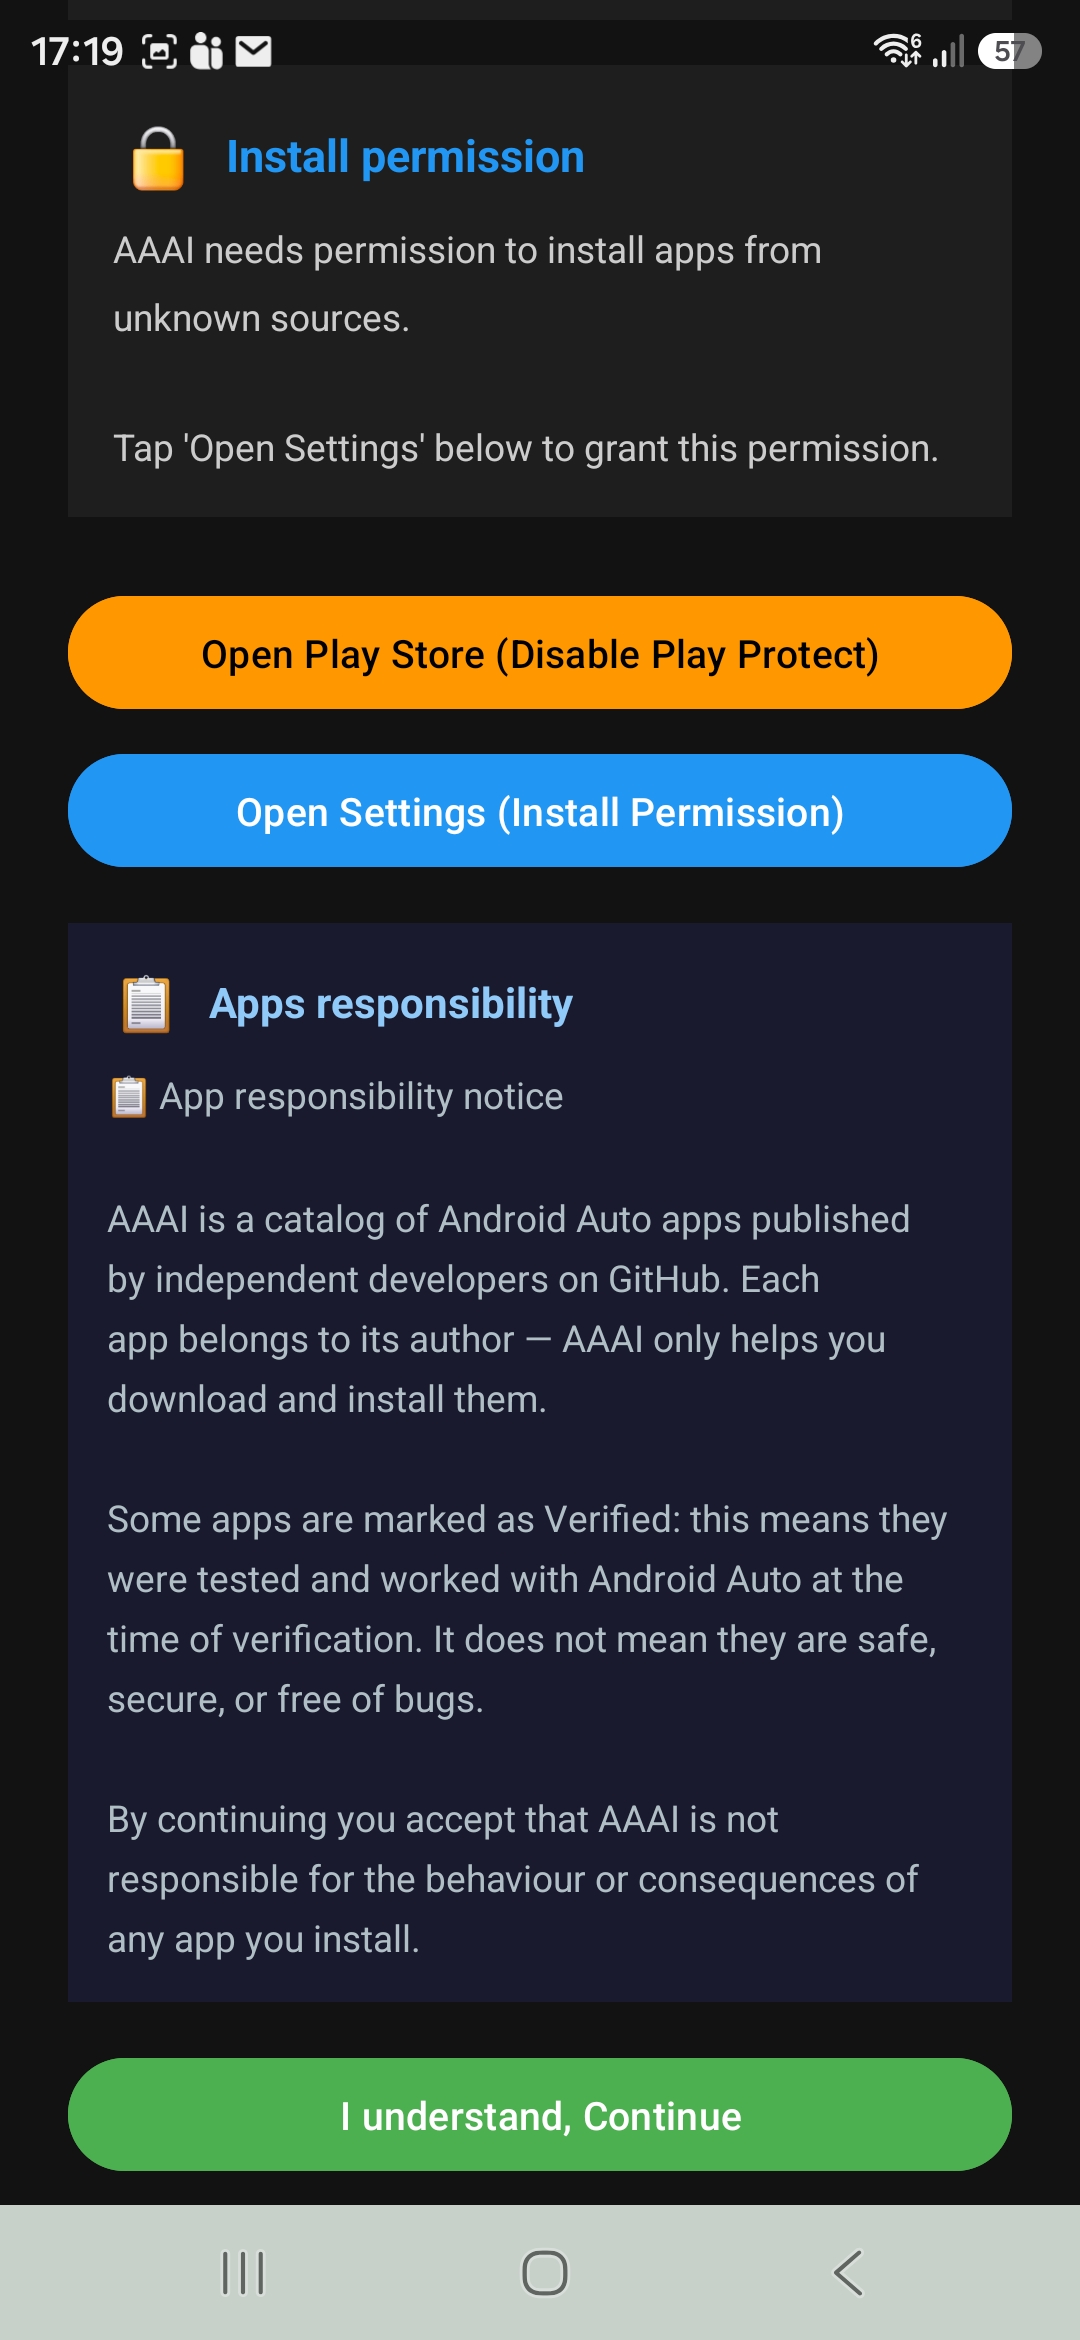 17:19
6
57
Install permission
AAAI needs permission to install apps from
unknown sources.
Tap 'Open Settings' below to grant this permission.
Open Play Store (Disable Play Protect)
Open Settings (Install Permission)
Apps responsibility
App responsibility notice
AAAI is a catalog of Android Auto apps published
by independent developers on GitHub. Each
app belongs to its author — AAAI only helps you
download and install them.
Some apps are marked as Verified: this means they
were tested and worked with Android Auto at the
time of verification. It does not mean they are safe,
secure, or free of bugs.
By continuing you accept that AAAI is not
responsible for the behaviour or consequences of
any app you install.
I understand, Continue